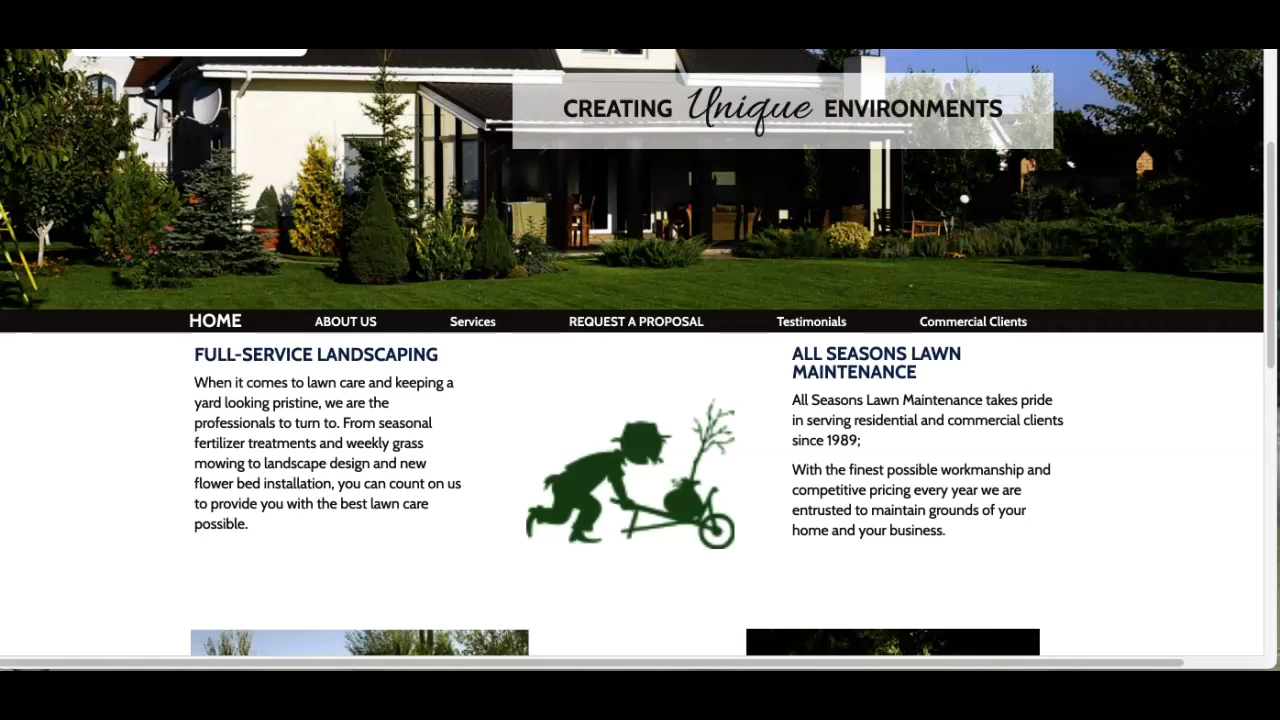 CREATING Unique ENVIRONMENTS
HOME ABOUT US Services REQUEST A PROPOSAL Testimonials Commercial Clients
FULL-SERVICE LANDSCAPING
When it comes to lawn care and keeping a
yard looking pristine, we are the
professionals to turn to. From seasonal
fertilizer treatments and weekly grass
mowing to landscape design and new
flower bed installation, you can count on us
to provide you with the best lawn care
possible.
ALL SEASONS LAWN
MAINTENANCE
All Seasons Lawn Maintenance takes pride
in serving residential and commercial clients
since 1989;
With the finest possible workmanship and
competitive pricing every year we are
entrusted to maintain grounds of your
home and your business.